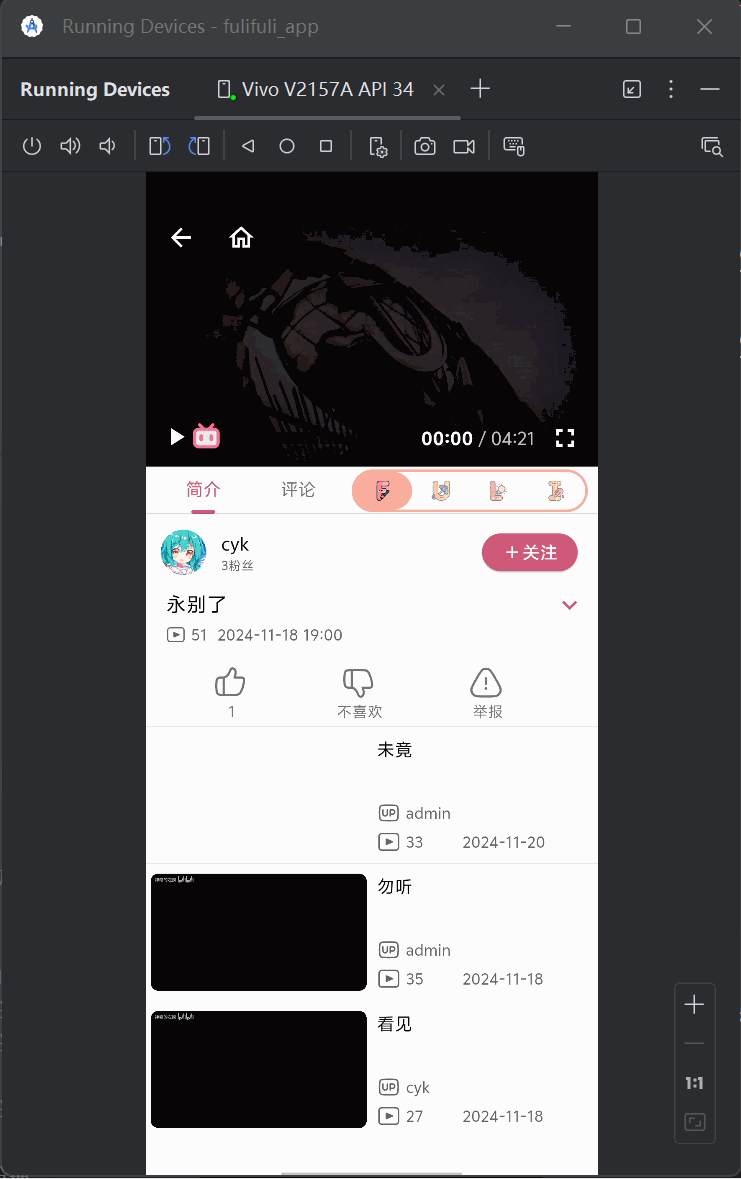 Running Devices - fulifuli_app
Running Devices
Vivo V2157A API 34
00:00 / 04:21
简介
评论
F
U
L
I
cyk
3粉丝
+关注
永别了
51 2024-11-18 19:00
1
不喜欢
举报
未竟
UP admin
33 2024-11-20
勿听
UP admin
35 2024-11-18
看见
UP cyk
27 2024-11-18
1:1